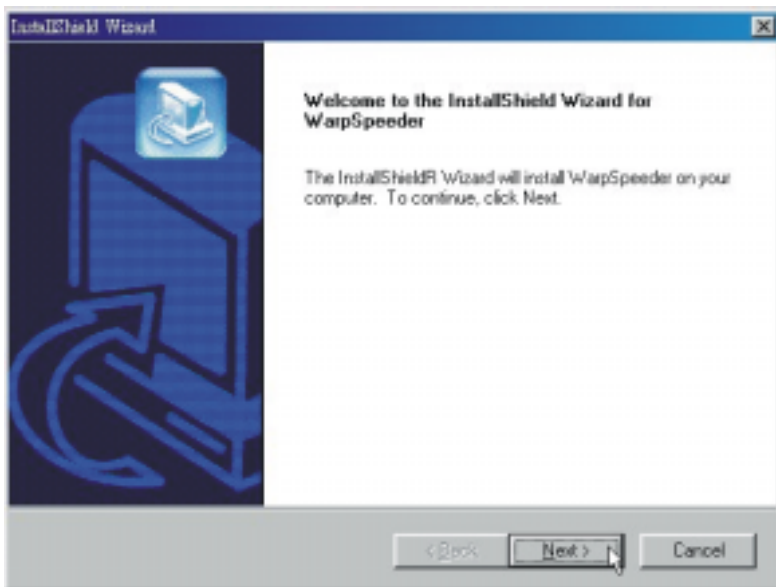 InstallShield Wizard
Welcome to the InstallShield Wizard for
WarpSpeeder
The InstallShieldR Wizard will install WarpSpeeder on your
computer. To continue, click Next.
< Back
Next >
Cancel